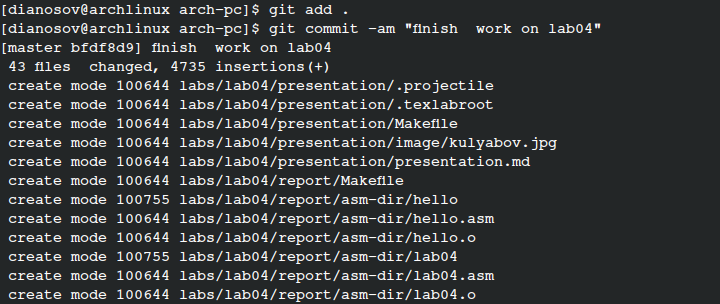 [dianosov@archlinux arch-pc]$ git add .
[dianosov@archlinux arch-pc]$ git commit -am "finish  work on lab04"
[master bfdf8d9] finish  work on lab04
 43 files  changed, 4735 insertions(+)
 create mode 100644 labs/lab04/presentation/.projectile
 create mode 100644 labs/lab04/presentation/.texlabroot
 create mode 100644 labs/lab04/presentation/Makefile
 create mode 100644 labs/lab04/presentation/image/kulyabov.jpg
 create mode 100644 labs/lab04/presentation/presentation.md
 create mode 100644 labs/lab04/report/Makefile
 create mode 100755 labs/lab04/report/asm-dir/hello
 create mode 100644 labs/lab04/report/asm-dir/hello.asm
 create mode 100644 labs/lab04/report/asm-dir/hello.o
 create mode 100755 labs/lab04/report/asm-dir/lab04
 create mode 100644 labs/lab04/report/asm-dir/lab04.asm
 create mode 100644 labs/lab04/report/asm-dir/lab04.o